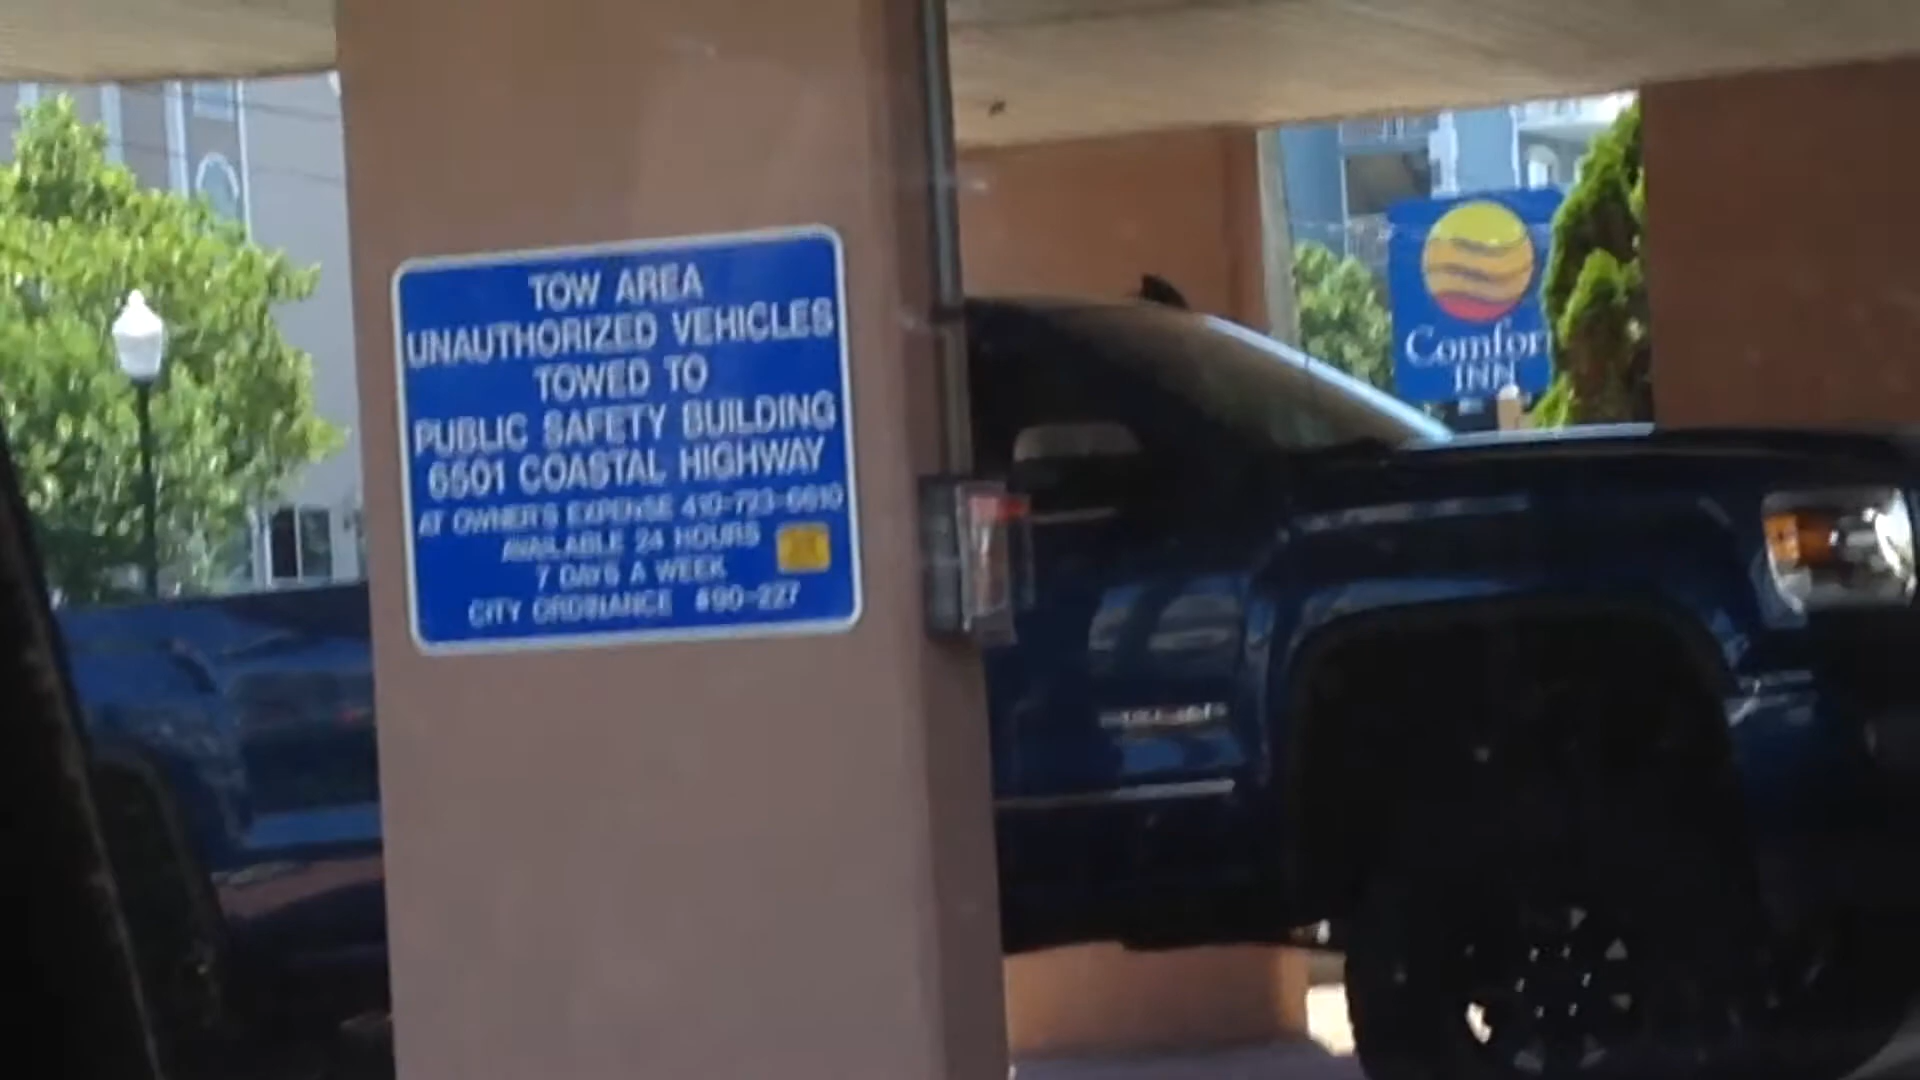 TOW AREA
UNAUTHORIZED VEHICLES
TOWED TO
PUBLIC SAFETY BUILDING
6501 COASTAL HIGHWAY
AT OWNER'S EXPENSE 410-723-6610
AVAILABLE 24 HOURS
7 DAYS A WEEK
CITY ORDINANCE #90-227
Comfor
INN